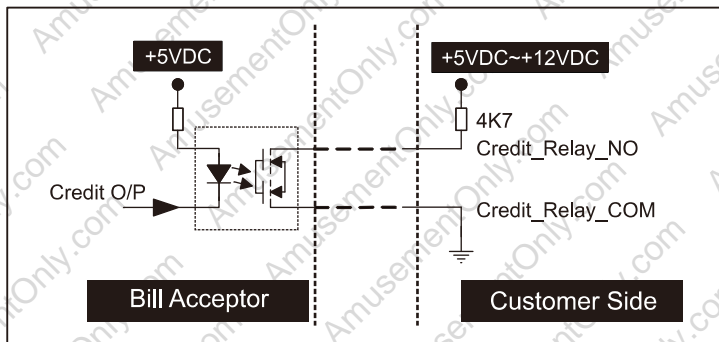 +5VDC
+5VDC~+12VDC
4K7
Credit_Relay_NO
Credit O/P
Credit_Relay_COM
Bill Acceptor
Customer Side
AmusementOnly.com